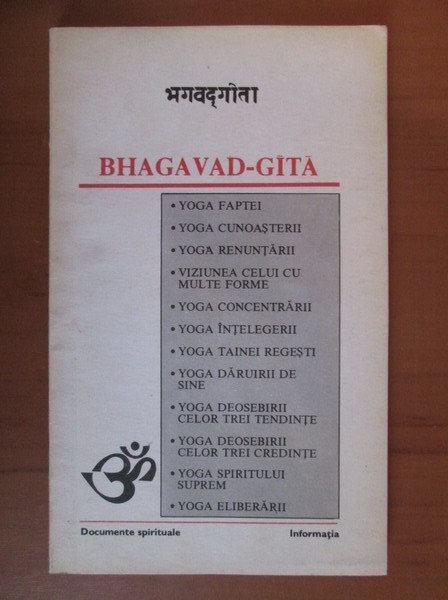 भगवद्गीता
BHAGAVAD-GÎTĀ
• YOGA FAPTEI
• YOGA CUNOAȘTERII
• YOGA RENUNȚĂRII
• VIZIUNEA CELUI CU
MULTE FORME
• YOGA CONCENTRĂRII
• YOGA ÎNȚELEGERII
• YOGA TAINEI REGEȘTI
• YOGA DĂRUIRII DE
SINE
• YOGA DEOSEBIRII
CELOR TREI TENDINȚE
• YOGA DEOSEBIRII
CELOR TREI CREDINȚE
• YOGA SPIRITULUI
SUPREM
• YOGA ELIBERĂRII
ॐ
Documente spirituale Informația